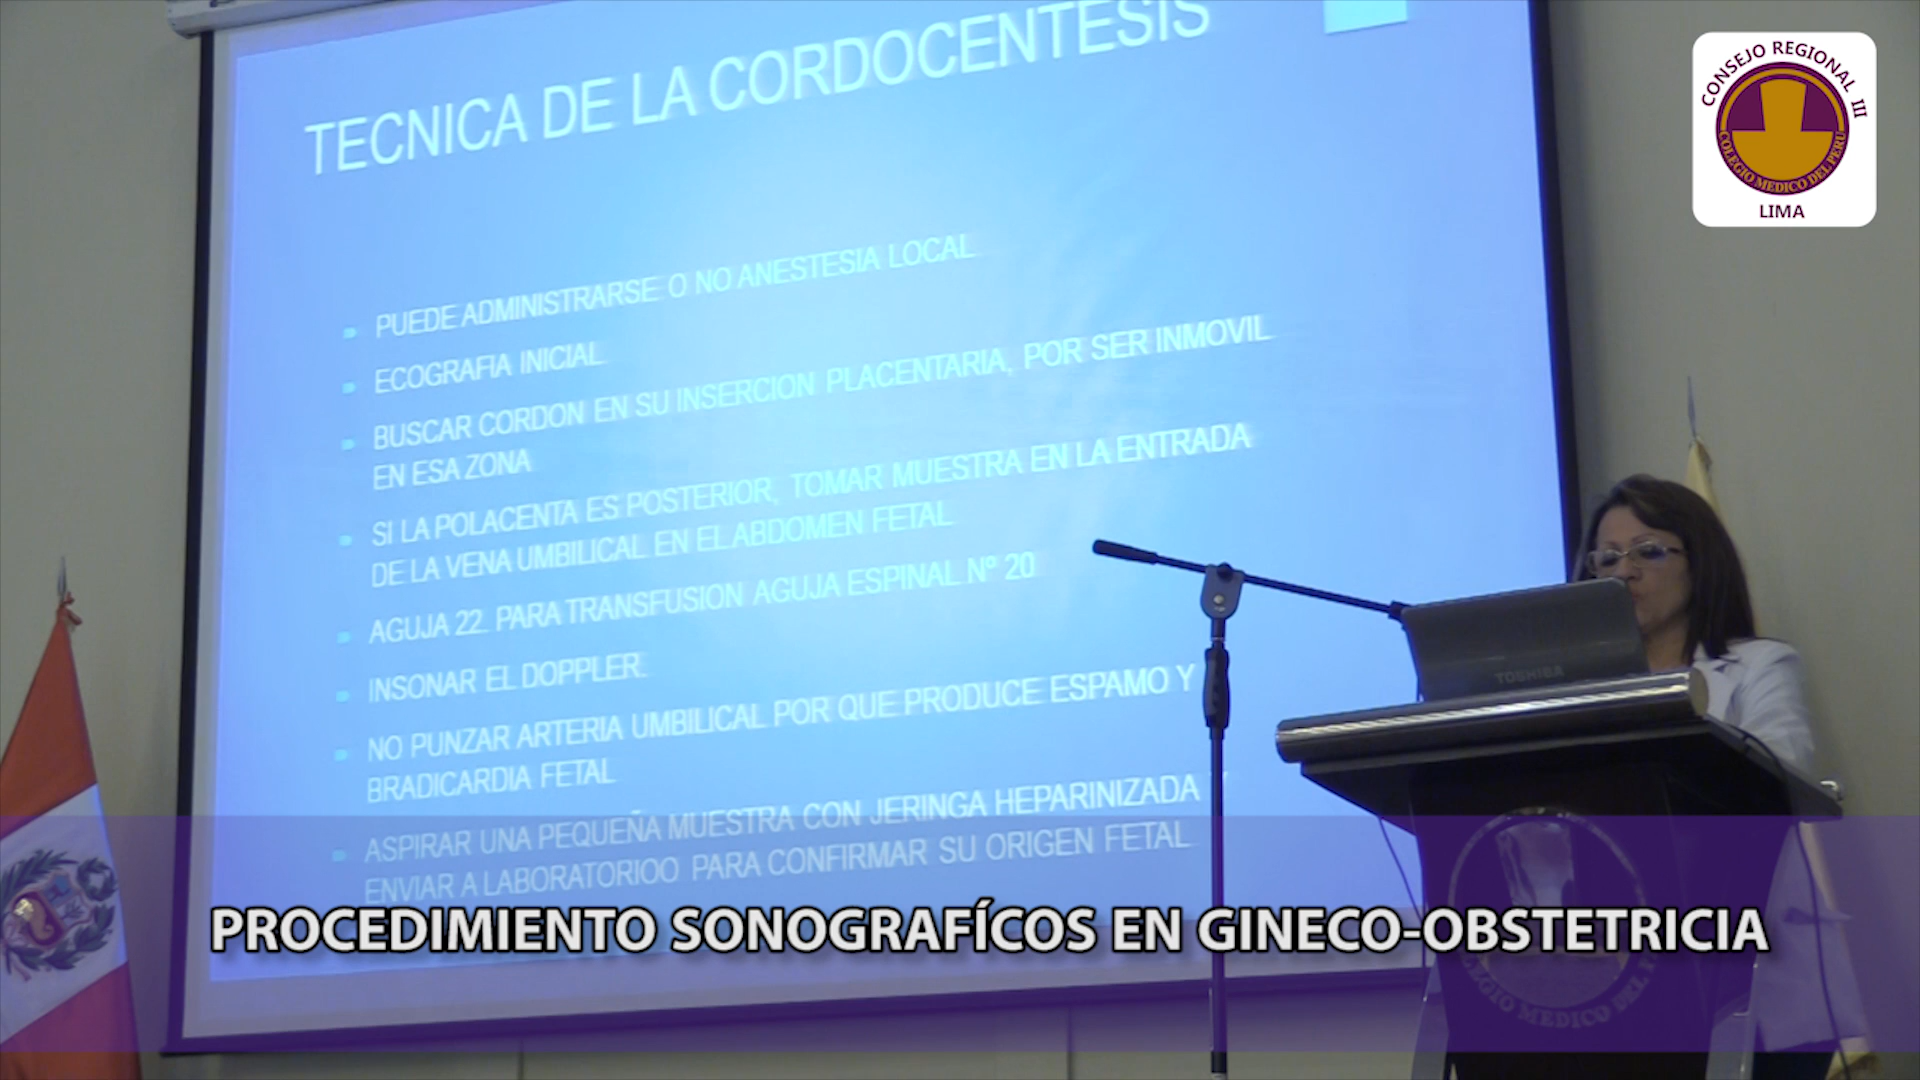 TECNICA DE LA CORDOCENTESIS
PUEDE ADMINISTRARSE O NO ANESTESIA LOCAL
ECOGRAFIA INICIAL
BUSCAR CORDON EN SU INSERCION PLACENTARIA, POR SER INMOVIL
EN ESA ZONA
SI LA POLACENTA ES POSTERIOR, TOMAR MUESTRA EN LA ENTRADA
DE LA VENA UMBILICAL EN EL ABDOMEN FETAL
AGUJA 22. PARA TRANSFUSION AGUJA ESPINAL Nº 20
INSONAR EL DOPPLER.
NO PUNZAR ARTERIA UMBILICAL POR QUE PRODUCE ESPAMO Y
BRADICARDIA FETAL
ASPIRAR UNA PEQUEÑA MUESTRA CON JERINGA HEPARINIZADA Y
ENVIAR A LABORATORIOO PARA CONFIRMAR SU ORIGEN FETAL
CONSEJO REGIONAL III
COLEGIO MEDICO DEL PERU
LIMA
TOSHIBA
PROCEDIMIENTO SONOGRAFÍCOS EN GINECO-OBSTETRICIA